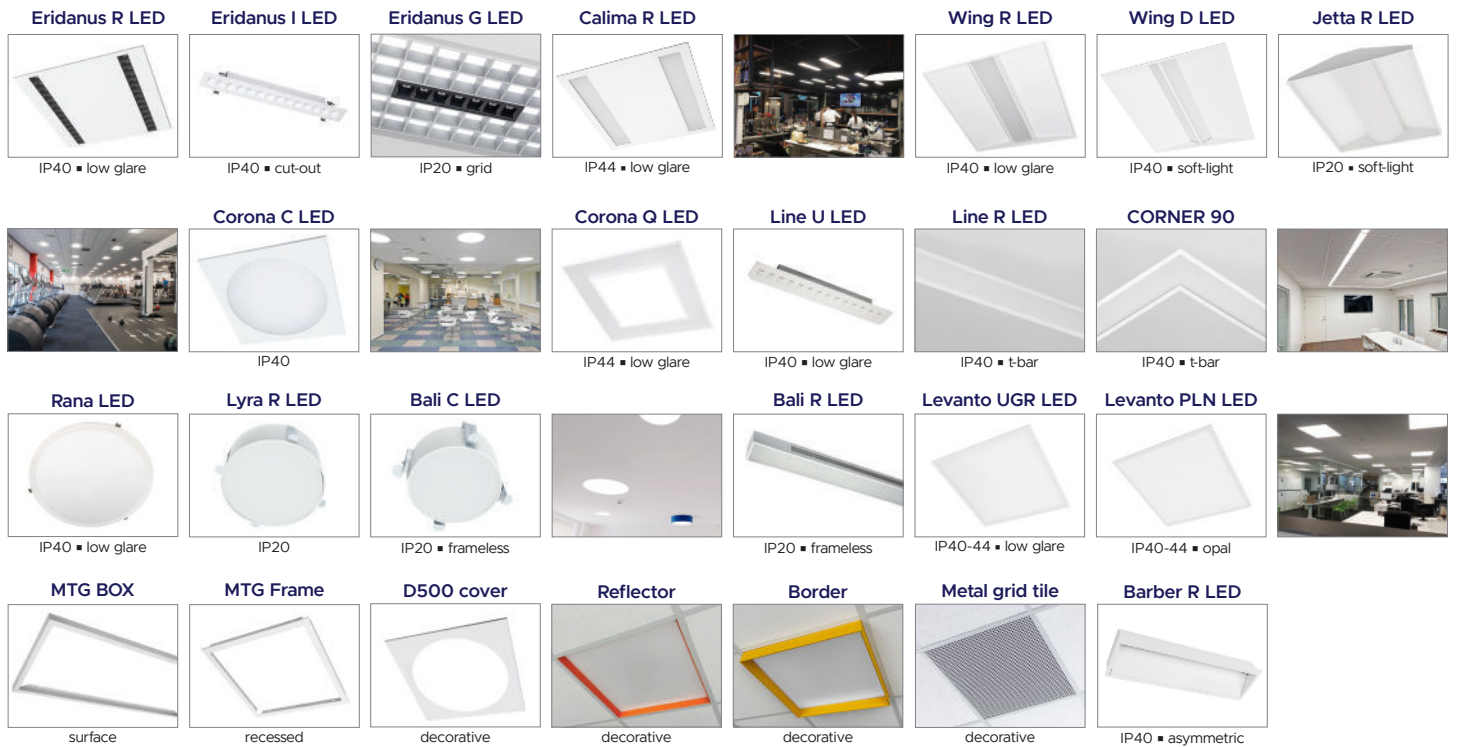 Eridanus R LED
Eridanus I LED
Eridanus G LED
Calima R LED
Wing R LED
Wing D LED
Jetta R LED
IP40 ▪ low glare
IP40 ▪ cut-out
IP20 ▪ grid
IP44 ▪ low glare
IP40 ▪ low glare
IP40 ▪ soft-light
IP20 ▪ soft-light
Corona C LED
Corona Q LED
Line U LED
Line R LED
CORNER 90
IP40
IP44 ▪ low glare
IP40 ▪ low glare
IP40 ▪ t-bar
IP40 ▪ t-bar
Rana LED
Lyra R LED
Bali C LED
Bali R LED
Levanto UGR LED
Levanto PLN LED
IP40 ▪ low glare
IP20
IP20 ▪ frameless
IP20 ▪ frameless
IP40-44 ▪ low glare
IP40-44 ▪ opal
MTG BOX
MTG Frame
D500 cover
Reflector
Border
Metal grid tile
Barber R LED
surface
recessed
decorative
decorative
decorative
decorative
IP40 ▪ asymmetric